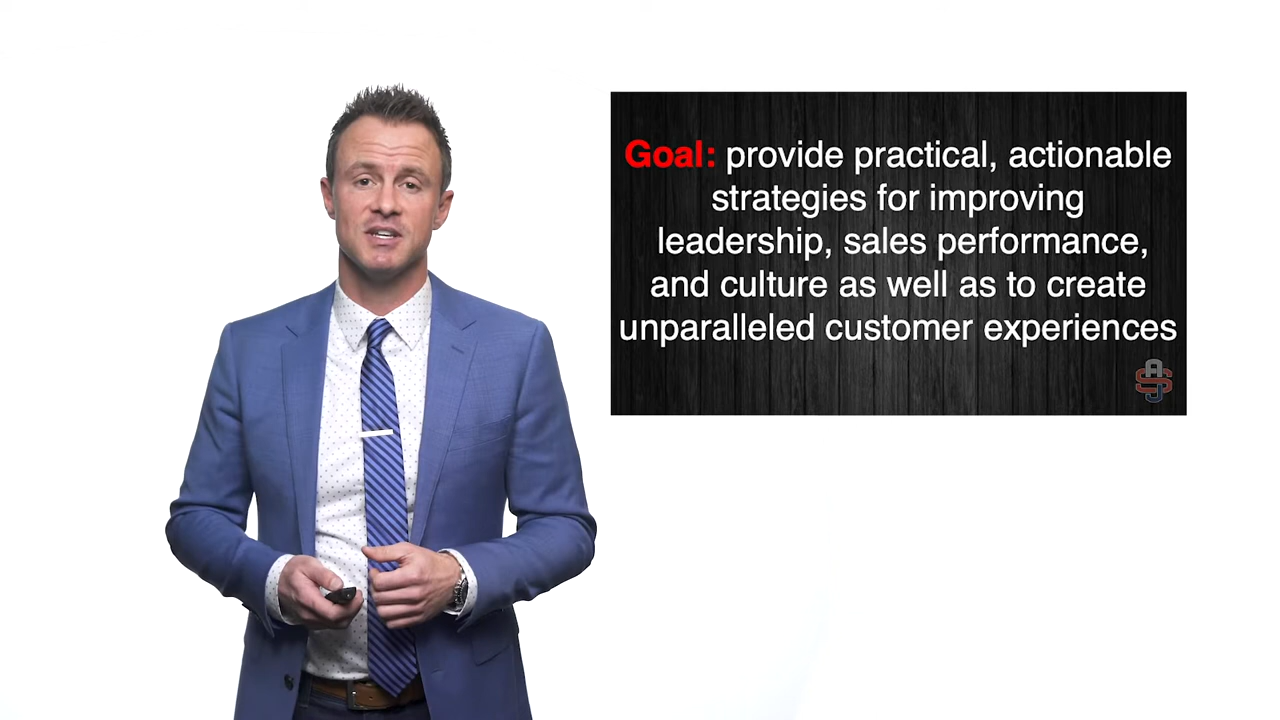 Goal: provide practical, actionable
strategies for improving
leadership, sales performance,
and culture as well as to create
unparalleled customer experiences